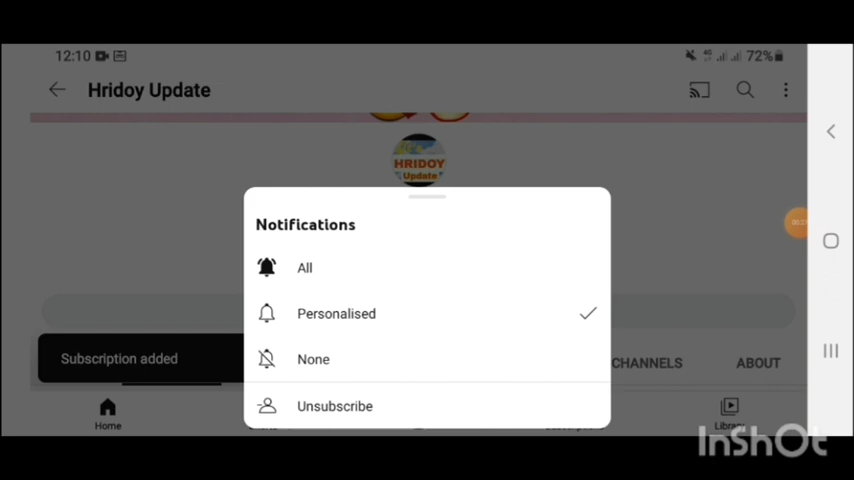 12:10
4G
72%
Hridoy Update
HRIDOY
Update
Notifications
All
Personalised
None
Unsubscribe
Subscription added
CHANNELS
ABOUT
Home
Library
InShOt